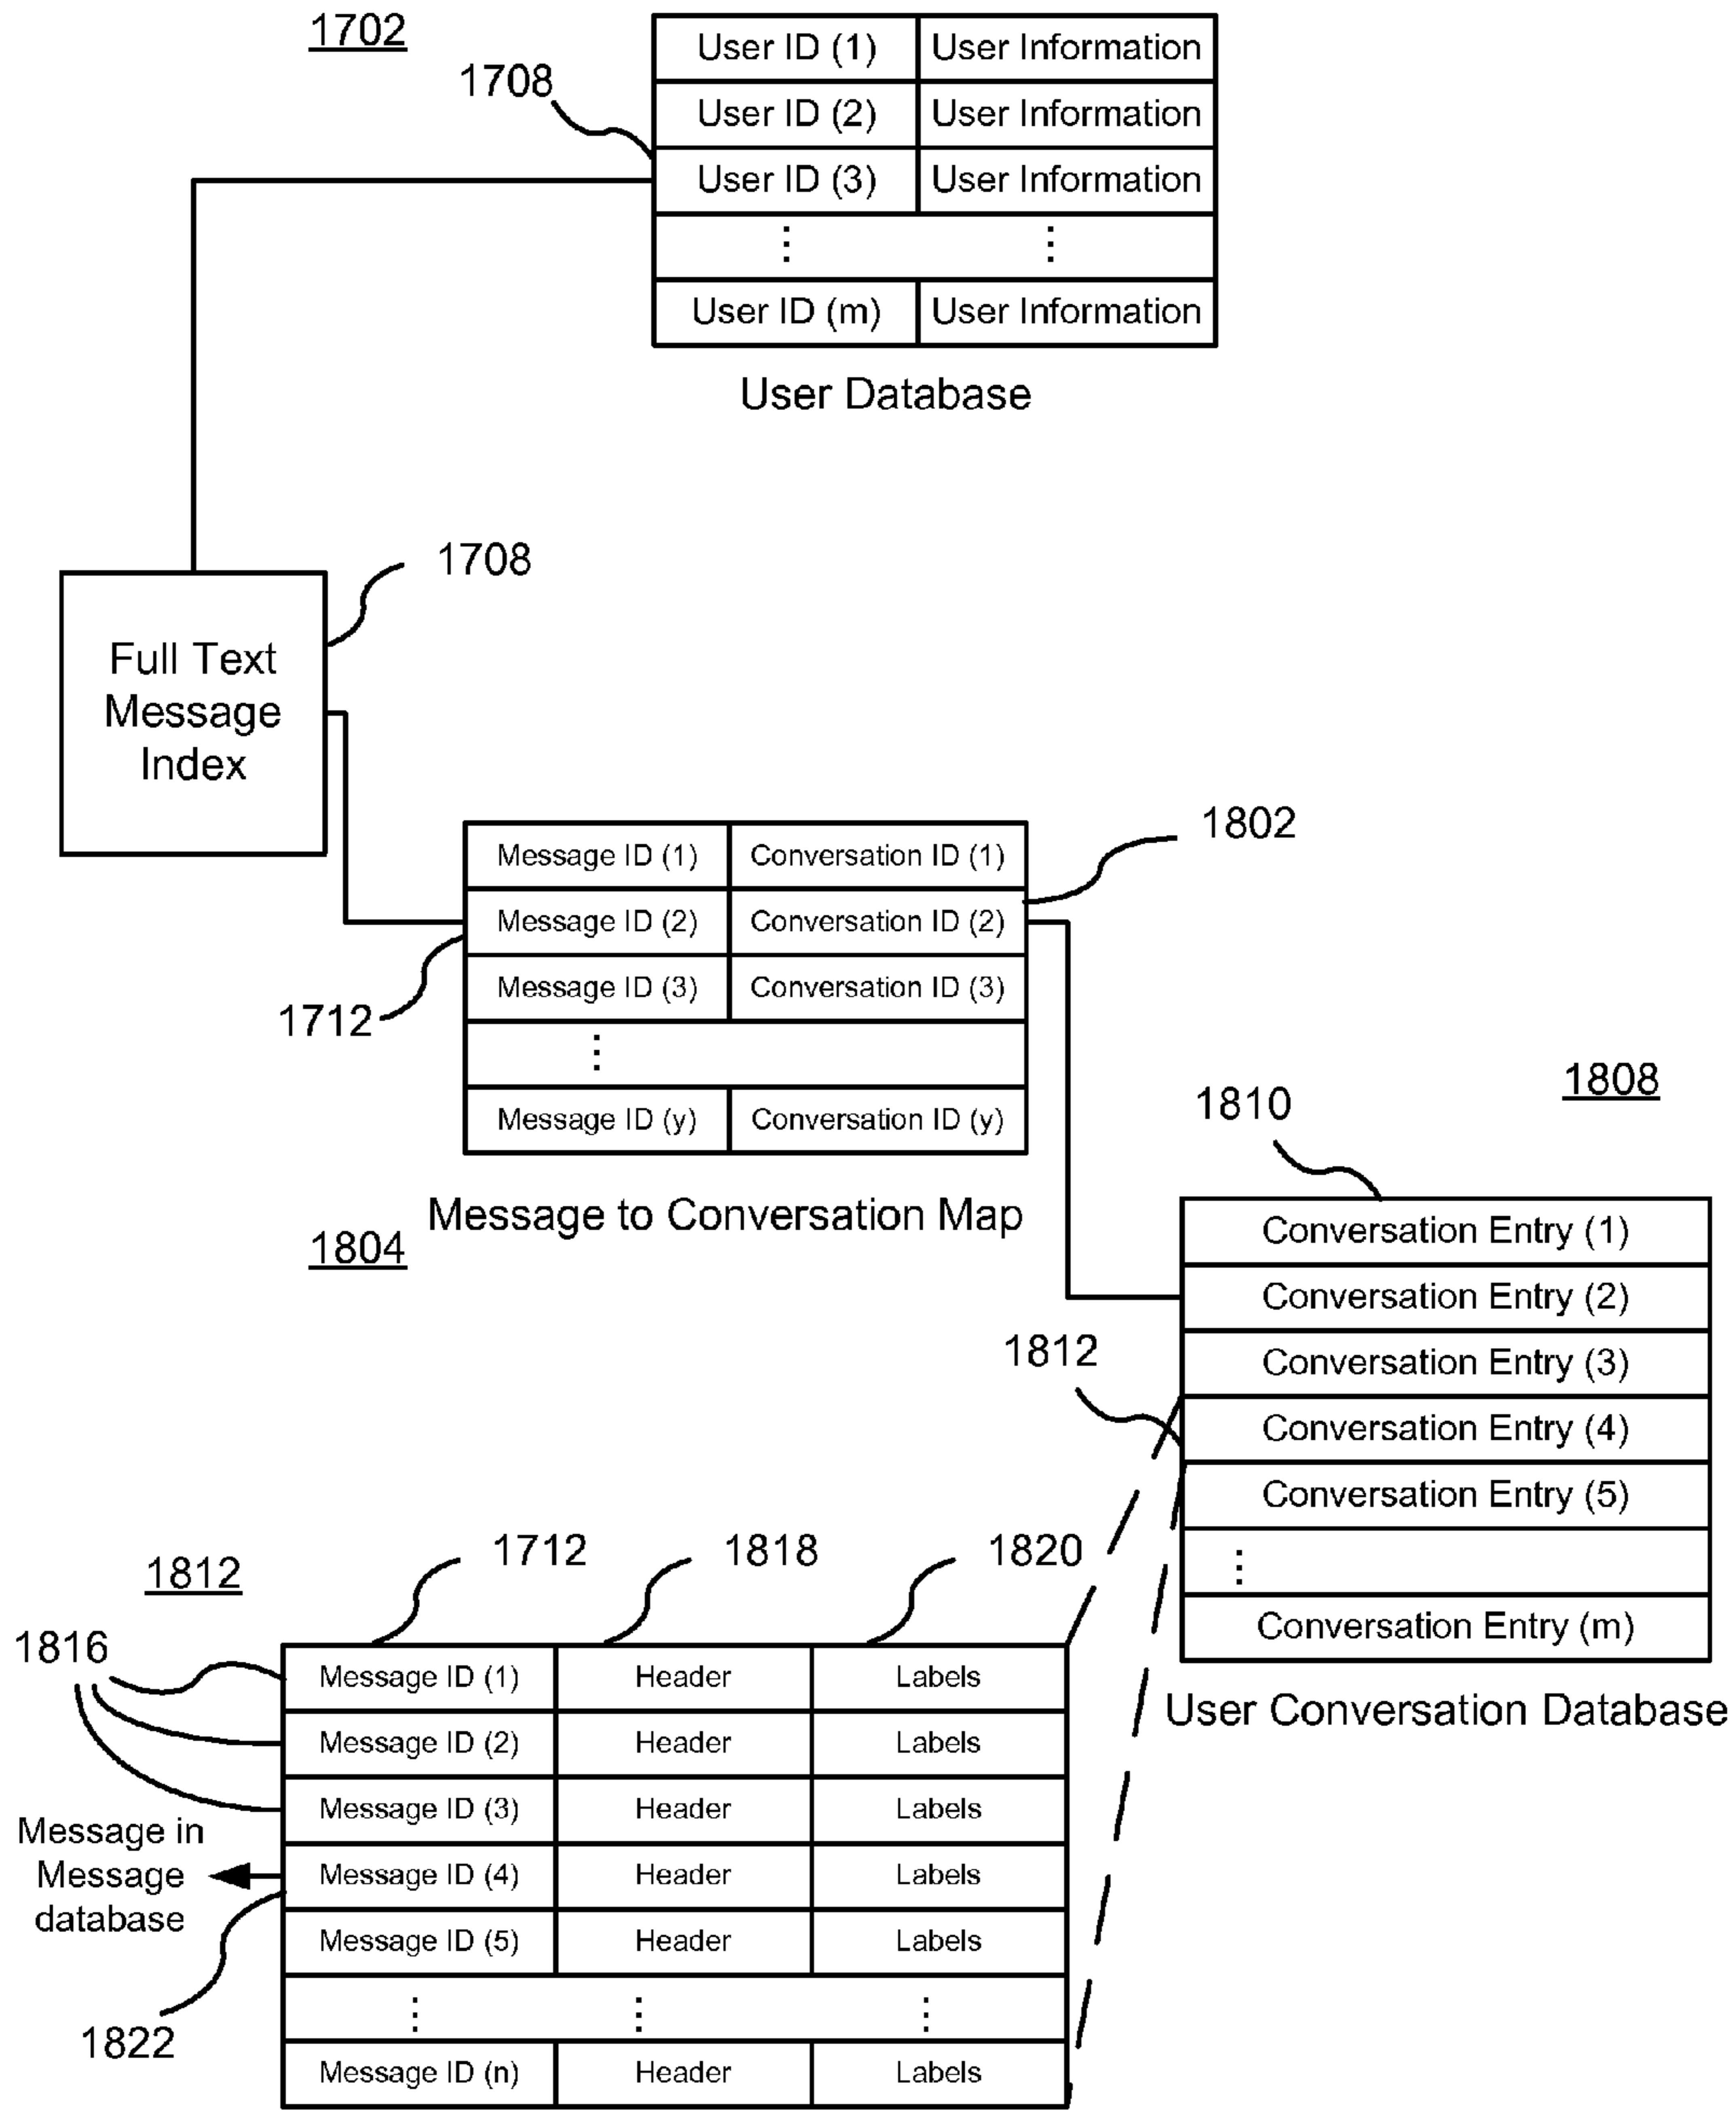 1702
User ID (1) User Information
1708
User ID (2) User Information
User ID (3) User Information
⋮ ⋮
User ID (m) User Information
User Database
1708
Full Text
Message
Index
1802
Message ID (1) Conversation ID (1)
Message ID (2) Conversation ID (2)
Message ID (3) Conversation ID (3)
1712
⋮
Message ID (y) Conversation ID (y)
Message to Conversation Map
1804
1808
1810
Conversation Entry (1)
Conversation Entry (2)
1812
Conversation Entry (3)
Conversation Entry (4)
Conversation Entry (5)
⋮
Conversation Entry (m)
User Conversation Database
1812
1712 1818 1820
1816
Message ID (1) Header Labels
Message ID (2) Header Labels
Message ID (3) Header Labels
Message in
Message
database
Message ID (4) Header Labels
Message ID (5) Header Labels
⋮ ⋮ ⋮
1822
Message ID (n) Header Labels